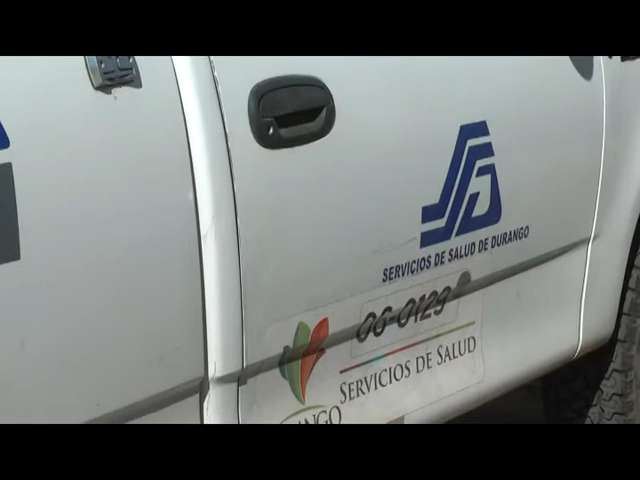 SERVICIOS DE SALUD DE DURANGO
06-0129
SERVICIOS DE SALUD